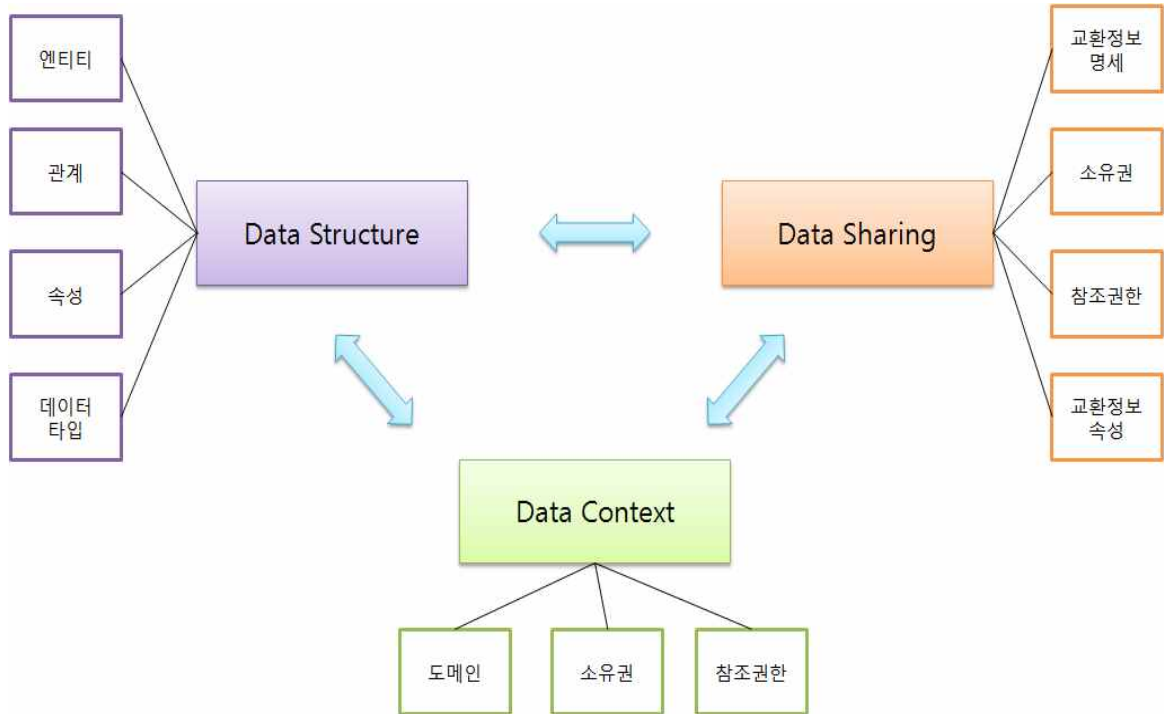 엔티티
관계
속성
데이터
타입
Data Structure
Data Sharing
교환정보
명세
소유권
참조권한
교환정보
속성
Data Context
도메인
소유권
참조권한